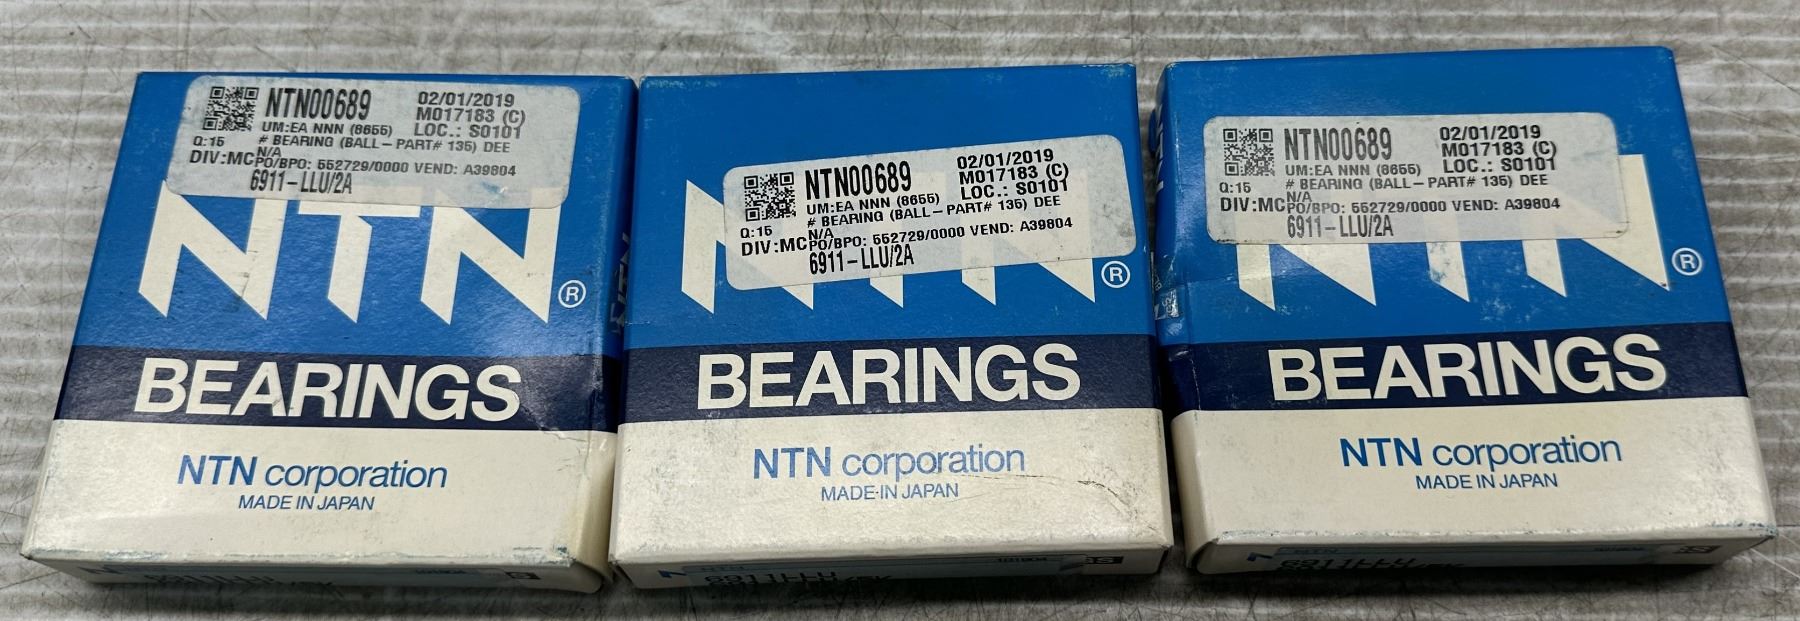 NTN00689
02/01/2019
M017183 (C)
UM:EA NNN (8655) LOC.: S0101
Q:15 # BEARING (BALL-PART# 135) DEE
N/A
DIV:MC PO/BPO: 552729/0000 VEND: A39804
6911-LLU/2A
NTN®
BEARINGS
NTN corporation
MADE IN JAPAN
NTN00689
02/01/2019
M017183 (C)
UM:EA NNN (8655) LOC.: S0101
# BEARING (BALL-PART# 135) DEE
Q:15 N/A
DIV:MC PO/BPO: 552729/0000 VEND: A39804
6911-LLU/2A
NTN®
BEARINGS
NTN corporation
MADE IN JAPAN
NTN00689
02/01/2019
M017183 (C)
UM:EA NNN (8655) LOC.: S0101
Q:15 # BEARING (BALL-PART# 135) DEE
N/A
DIV:MC PO/BPO: 552729/0000 VEND: A39804
6911-LLU/2A
NTN®
BEARINGS
NTN corporation
MADE IN JAPAN